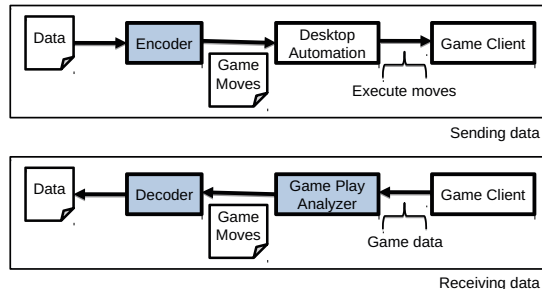 Data
Encoder
Game
Moves
Desktop
Automation
Execute moves
Game Client
Sending data
Data
Decoder
Game
Moves
Game Play
Analyzer
Game data
Game Client
Receiving data